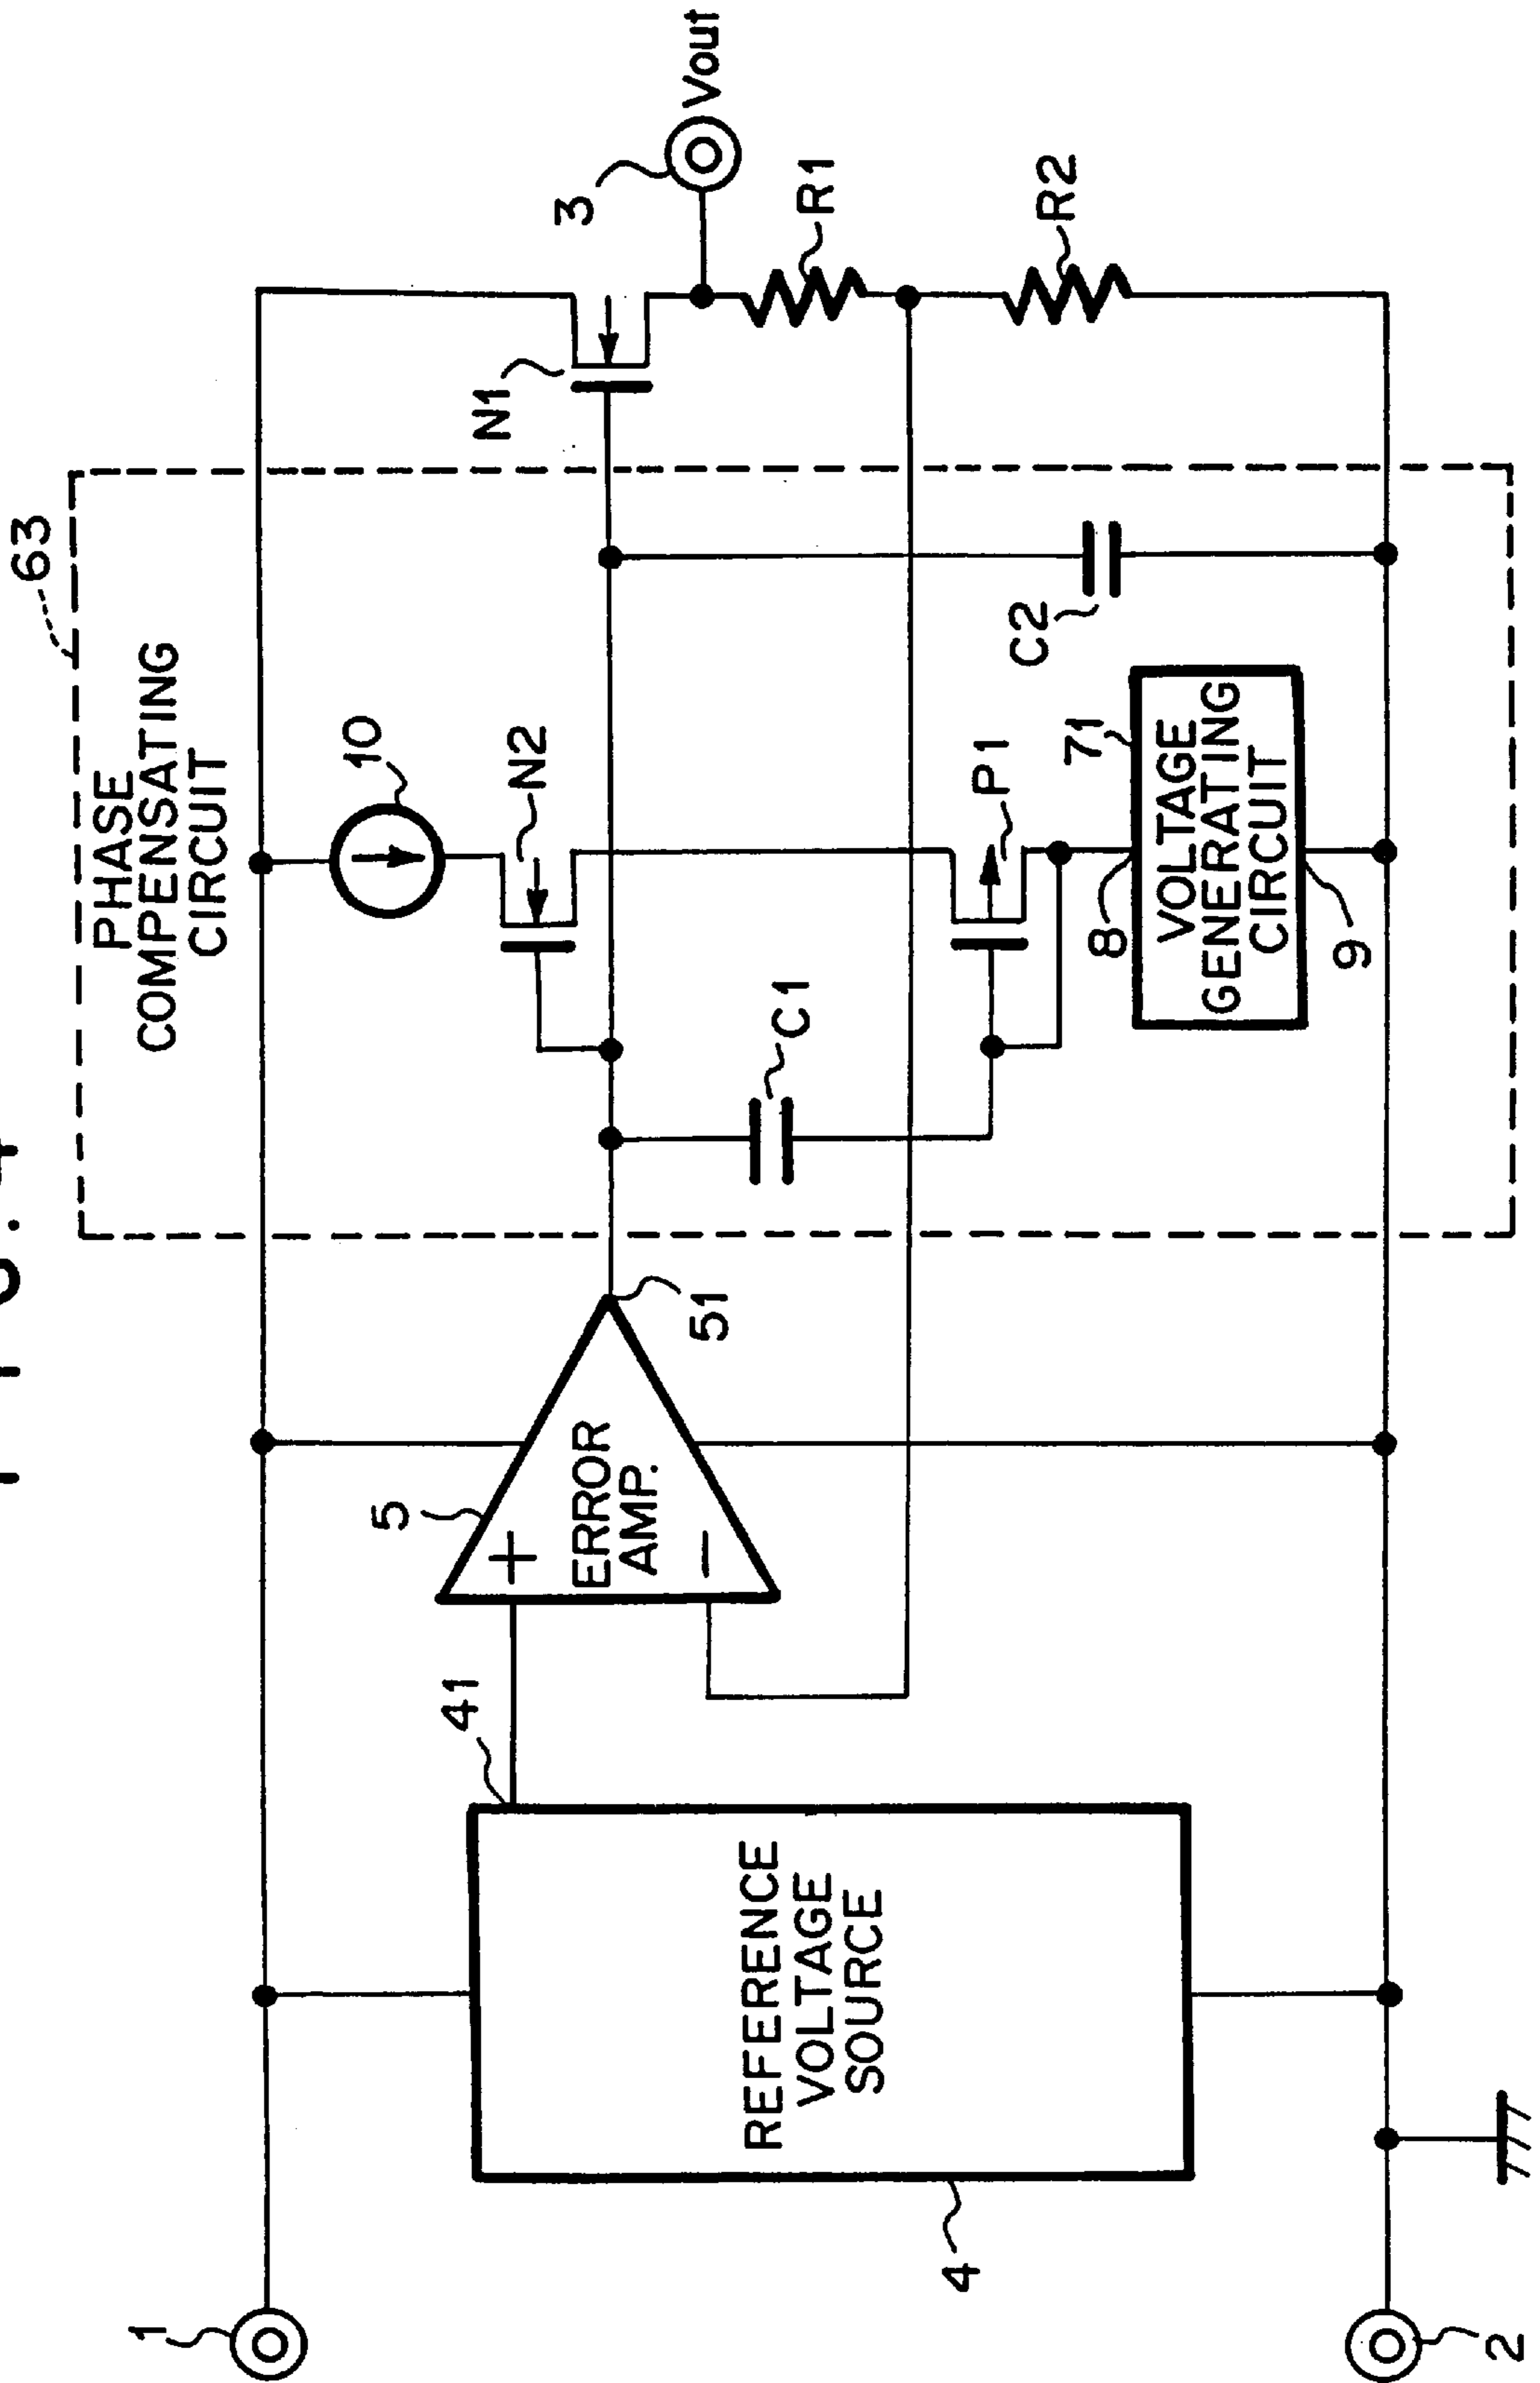 63
PHASE
COMPENSATING
CIRCUIT
1
10
N2
N1
3
Vout
5
+
ERROR
AMP.
−
51
41
C1
P1
C2
R1
R2
8
71
VOLTAGE
GENERATING
CIRCUIT
9
REFERENCE
VOLTAGE
SOURCE
4
2